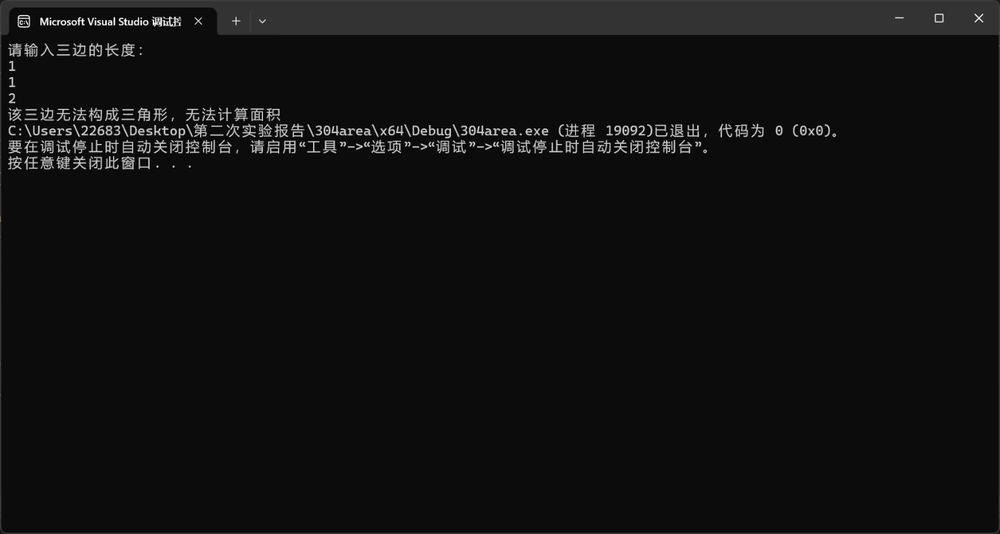 Microsoft Visual Studio 调试控
请输入三边的长度：
1
1
2
该三边无法构成三角形，无法计算面积
C:\Users\22683\Desktop\第二次实验报告\304area\x64\Debug\304area.exe (进程 19092)已退出，代码为 0 (0x0)。
要在调试停止时自动关闭控制台，请启用“工具”->“选项”->“调试”->“调试停止时自动关闭控制台”。
按任意键关闭此窗口. . .